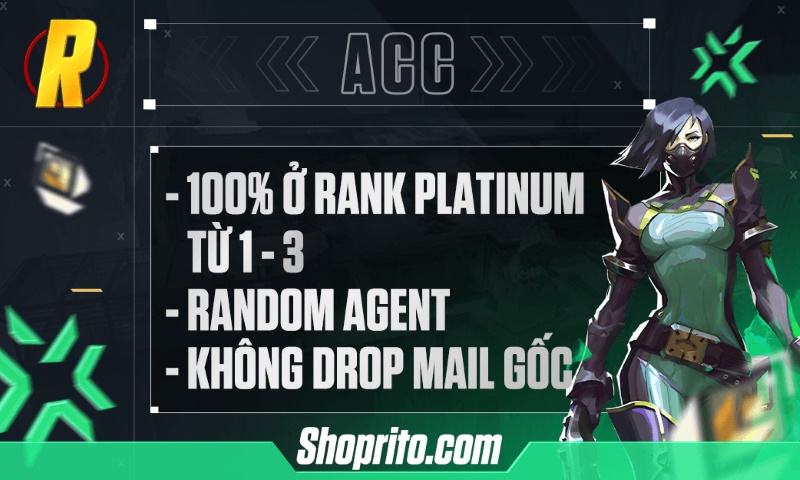 R
ACC
- 100% Ở RANK PLATINUM
TỪ 1 - 3
- RANDOM AGENT
- KHÔNG DROP MAIL GỐC
Shoprito.com